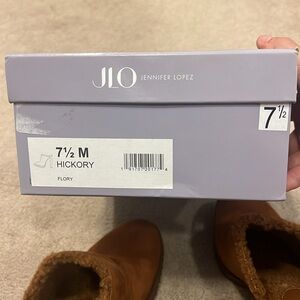 JLO JENNIFER LOPEZ
7½
7½ M
HICKORY
FLORY